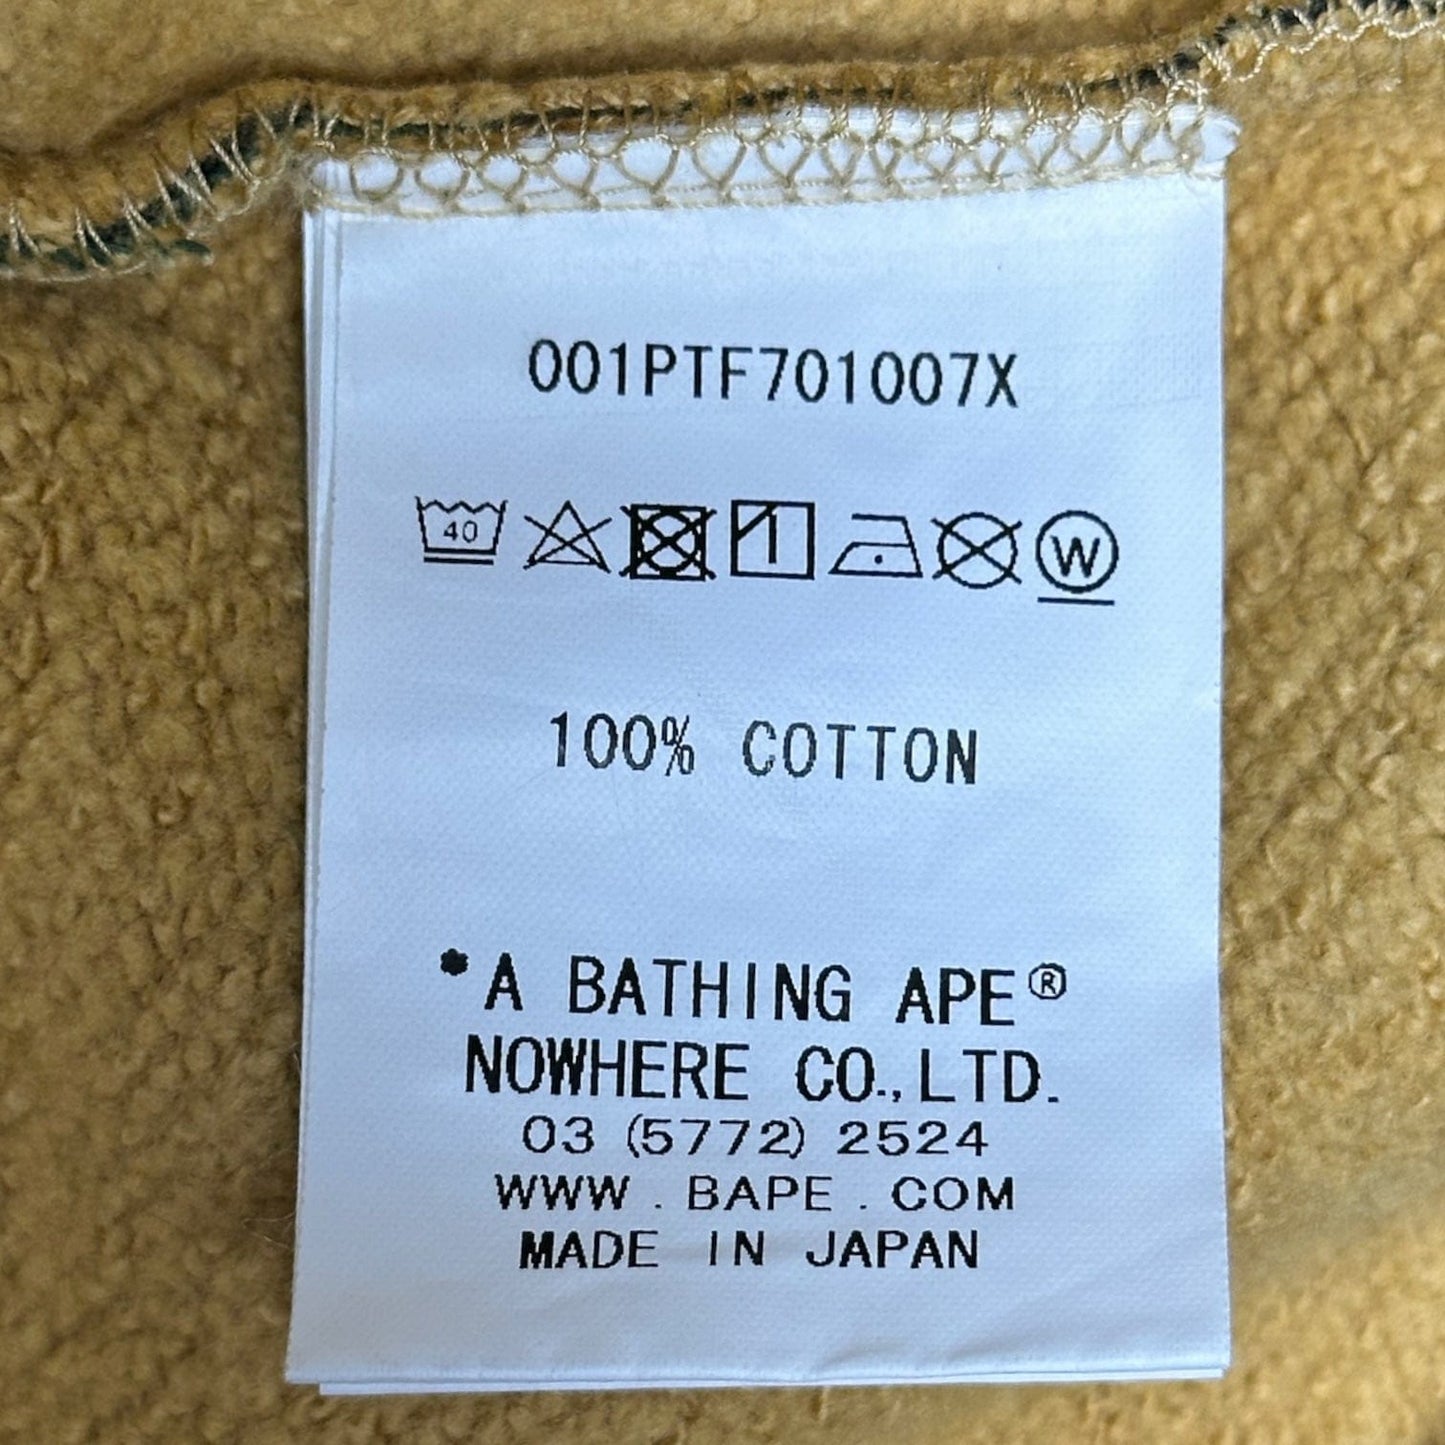 001PTF701007X
40
W
100% COTTON
*A BATHING APE®
NOWHERE CO.,LTD.
03 (5772) 2524
WWW . BAPE . COM
MADE IN JAPAN